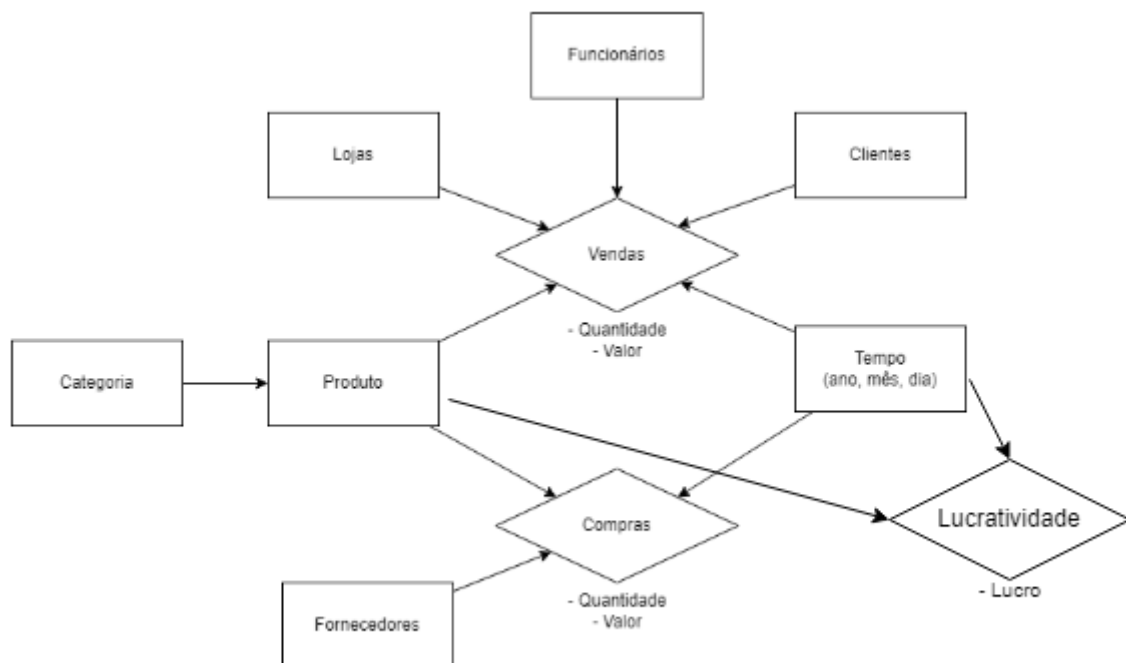 Funcionários
Lojas
Clientes
Vendas
- Quantidade
- Valor
Categoria
Produto
Tempo
(ano, mês, dia)
Compras
- Quantidade
- Valor
Lucratividade
- Lucro
Fornecedores